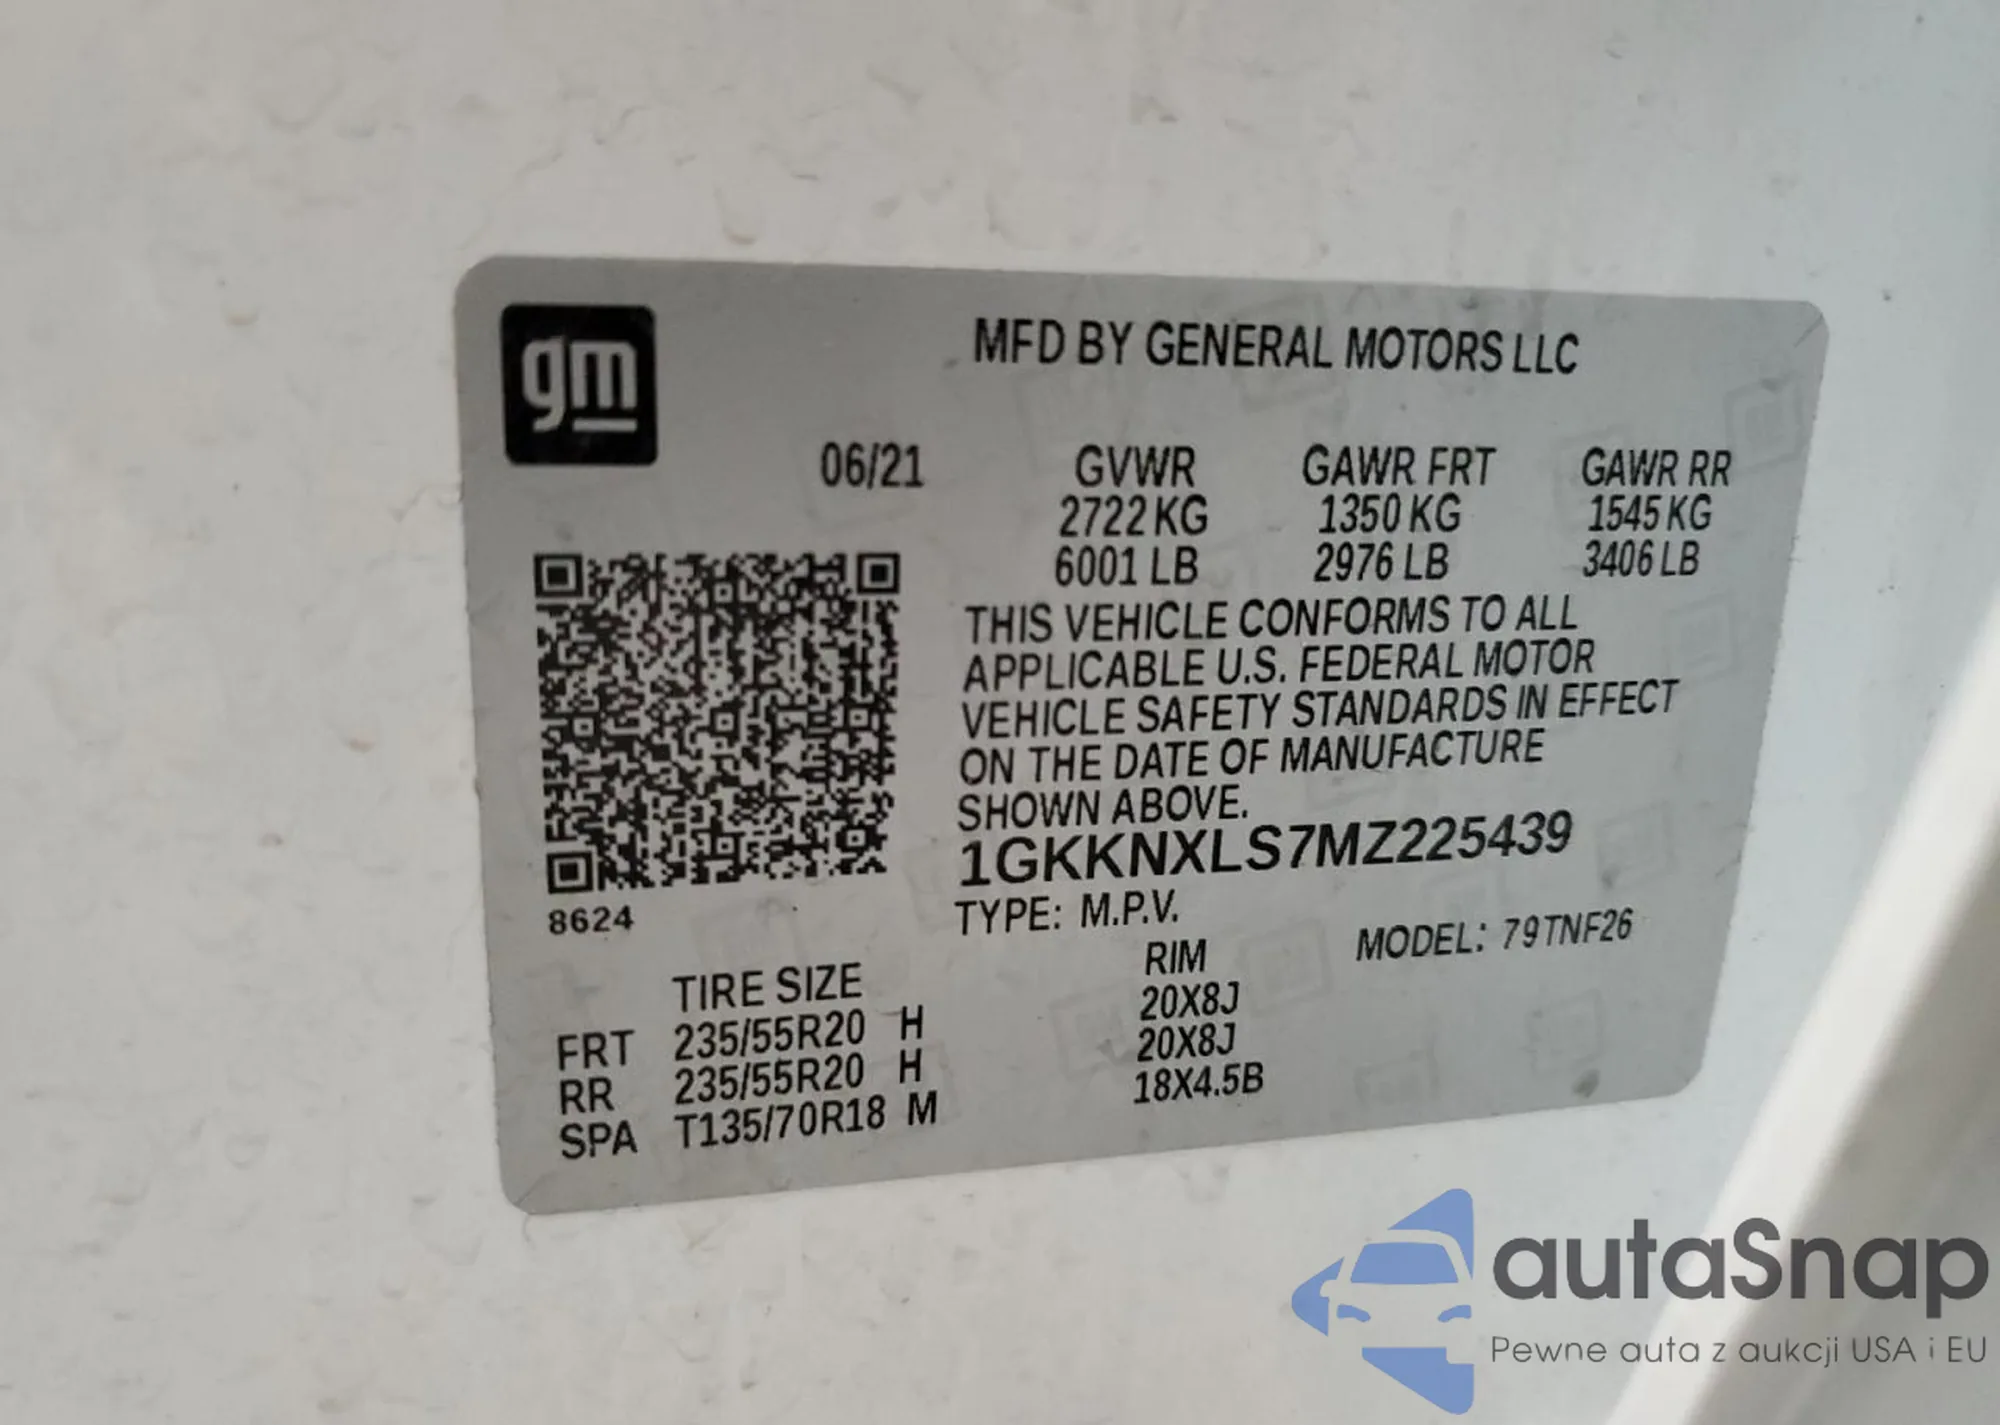 gm
MFD BY GENERAL MOTORS LLC
06/21 GVWR GAWR FRT GAWR RR
2722 KG 1350 KG 1545 KG
6001 LB 2976 LB 3406 LB
THIS VEHICLE CONFORMS TO ALL
APPLICABLE U.S. FEDERAL MOTOR
VEHICLE SAFETY STANDARDS IN EFFECT
ON THE DATE OF MANUFACTURE
SHOWN ABOVE.
1GKKNXLS7MZ225439
8624
TYPE: M.P.V. MODEL: 79TNF26
TIRE SIZE RIM
FRT 235/55R20 H 20X8J
RR 235/55R20 H 20X8J
SPA T135/70R18 M 18X4.5B
autaSnap
Pewne auta z aukcji USA i EU